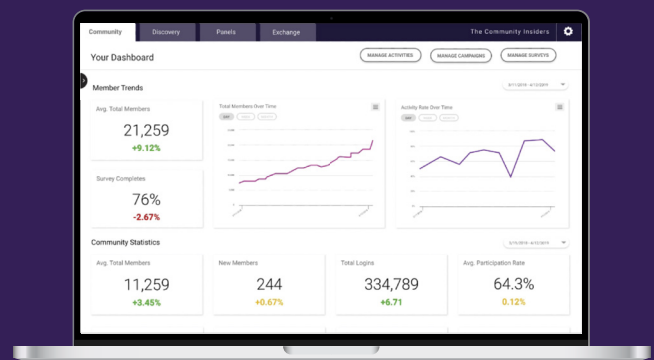 Community
Discovery
Panels
Exchange
The Community Insiders
Your Dashboard
MANAGE ACTIVITIES
MANAGE CAMPAIGNS
MANAGE SURVEYS
Member Trends
Avg. Total Members
21,259
+9.12%
Total Members Over Time
Activity Rate Over Time
Survey Completes
76%
-2.67%
Community Statistics
Avg. Total Members
11,259
+3.45%
New Members
244
+0.67%
Total Logins
334,789
+6.71
Avg. Participation Rate
64.3%
0.12%